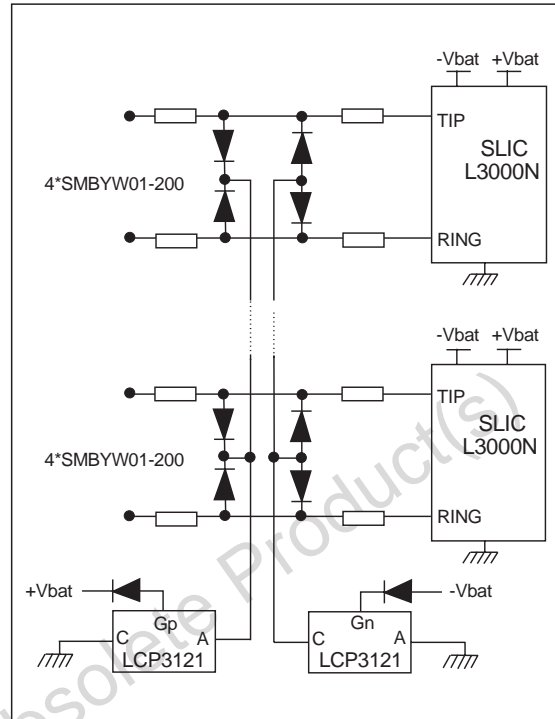 -Vbat +Vbat
TIP
SLIC
L3000N
4*SMBYW01-200
RING
-Vbat +Vbat
TIP
SLIC
L3000N
4*SMBYW01-200
RING
+Vbat
Gp
C A
LCP3121
-Vbat
Gn
C A
LCP3121
Obsolete Product(s)